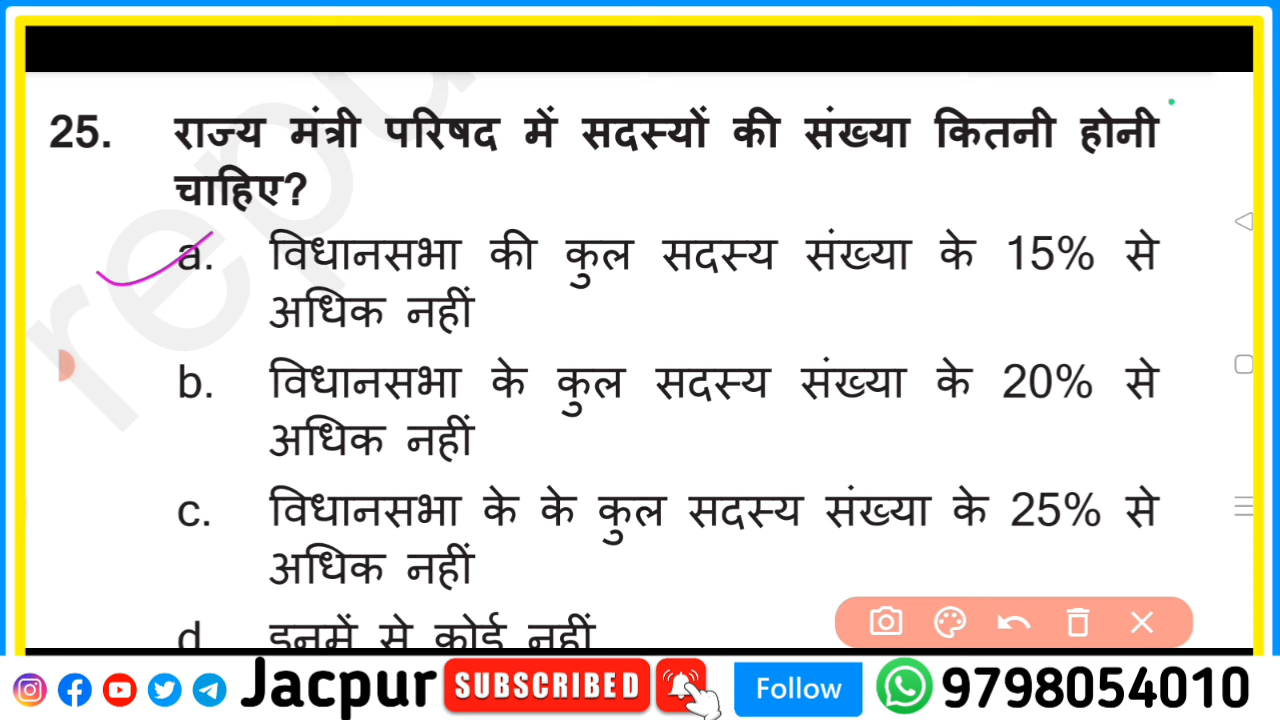 25. राज्य मंत्री परिषद में सदस्यों की संख्या कितनी होनी
चाहिए?
a. विधानसभा की कुल सदस्य संख्या के 15% से
अधिक नहीं
b. विधानसभा के कुल सदस्य संख्या के 20% से
अधिक नहीं
c. विधानसभा के के कुल सदस्य संख्या के 25% से
अधिक नहीं
d. इनमें से कोई नहीं
repu
Jacpur SUBSCRIBED Follow 9798054010